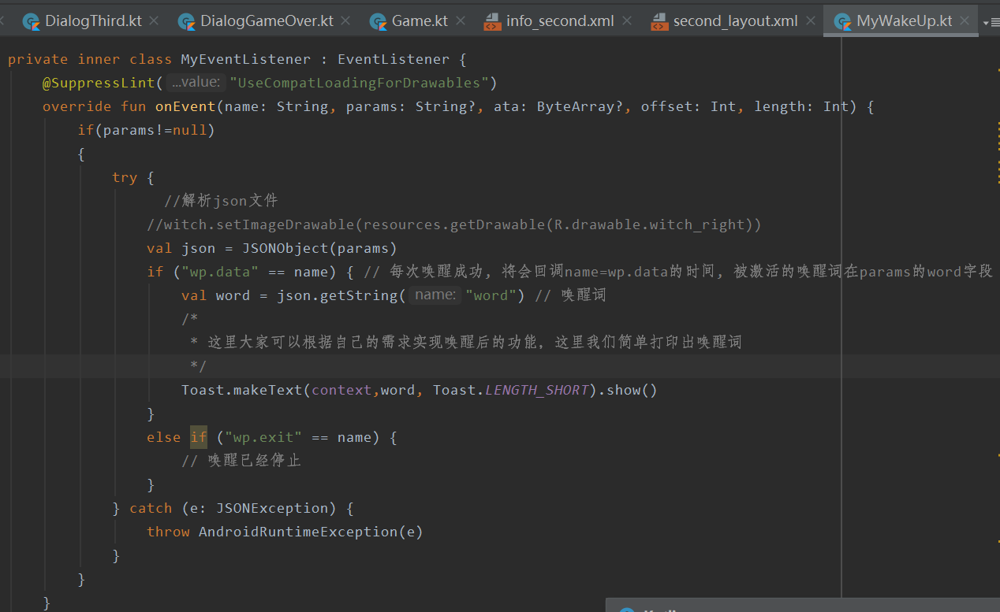 DialogThird.kt DialogGameOver.kt Game.kt info_second.xml second_layout.xml MyWakeUp.kt
private inner class MyEventListener : EventListener {
@SuppressLint( ...value: "UseCompatLoadingForDrawables")
override fun onEvent(name: String, params: String?, ata: ByteArray?, offset: Int, length: Int) {
if(params!=null)
{
try {
//解析json文件
//witch.setImageDrawable(resources.getDrawable(R.drawable.witch_right))
val json = JSONObject(params)
if ("wp.data" == name) { // 每次唤醒成功, 将会回调name=wp.data的时间, 被激活的唤醒词在params的word字段
val word = json.getString( name: "word") // 唤醒词
/*
* 这里大家可以根据自己的需求实现唤醒后的功能, 这里我们简单打印出唤醒词
*/
Toast.makeText(context,word, Toast.LENGTH_SHORT).show()
}
else if ("wp.exit" == name) {
// 唤醒已经停止
}
} catch (e: JSONException) {
throw AndroidRuntimeException(e)
}
}
}